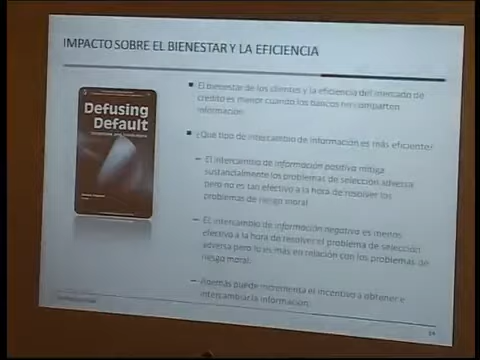 IMPACTO SOBRE EL BIENESTAR Y LA EFICIENCIA
Defusing
Default
El bienestar de los clientes y la eficiencia del mercado de
crédito es menor cuando los bancos no comparten
información.
¿Qué tipo de intercambio de información es más eficiente?
– El intercambio de información positiva mitiga
sustancialmente los problemas de selección adversa
pero no es tan efectivo a la hora de resolver los
problemas de riesgo moral
– El intercambio de información negativa es menos
efectivo a la hora de resolver el problema de selección
adversa pero lo es más en relación con los problemas de
riesgo moral.
– Además puede incrementa el incentivo a obtener e
intercambiar la información.